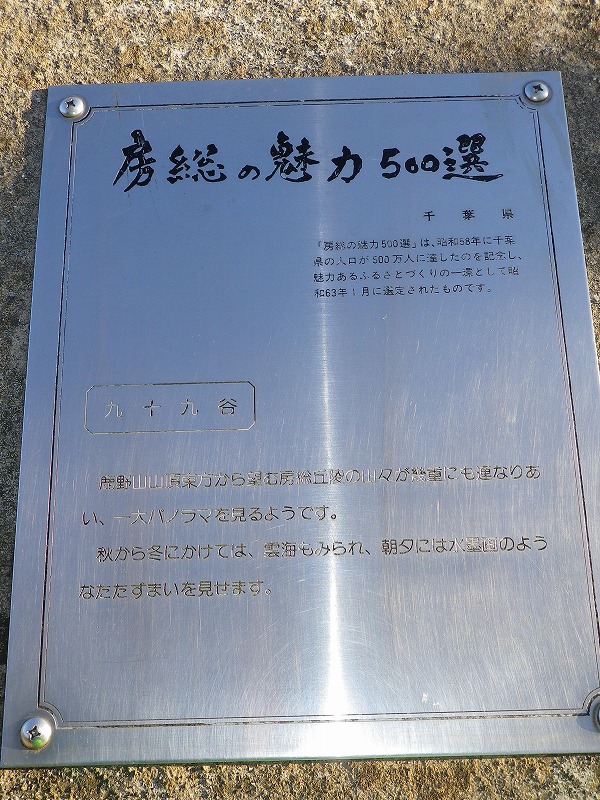 房総の魅力500選
千葉県
「房総の魅力500選」は、昭和58年に千葉
県の人口が500万人に達したのを記念し、
魅力あるふるさとづくりの一環として昭
和63年1月に選定されたものです。
九十九谷
鹿野山山頂東方から望む房総丘陵の山々が幾重にも連なりあ
い、一大パノラマを見るようです。
秋から冬にかけては、雲海もみられ、朝夕には水墨画のよう
なたたずまいを見せます。